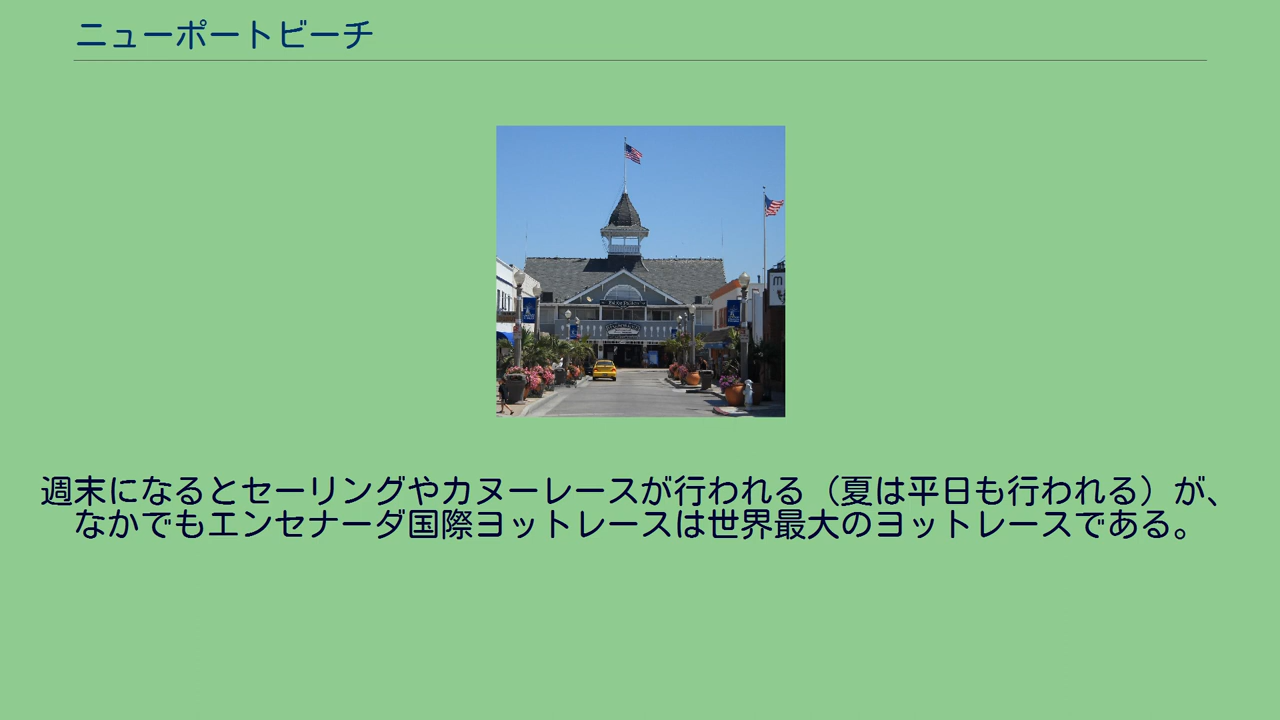 ニューポートビーチ
週末になるとセーリングやカヌーレースが行われる（夏は平日も行われる）が、
なかでもエンセナーダ国際ヨットレースは世界最大のヨットレースである。